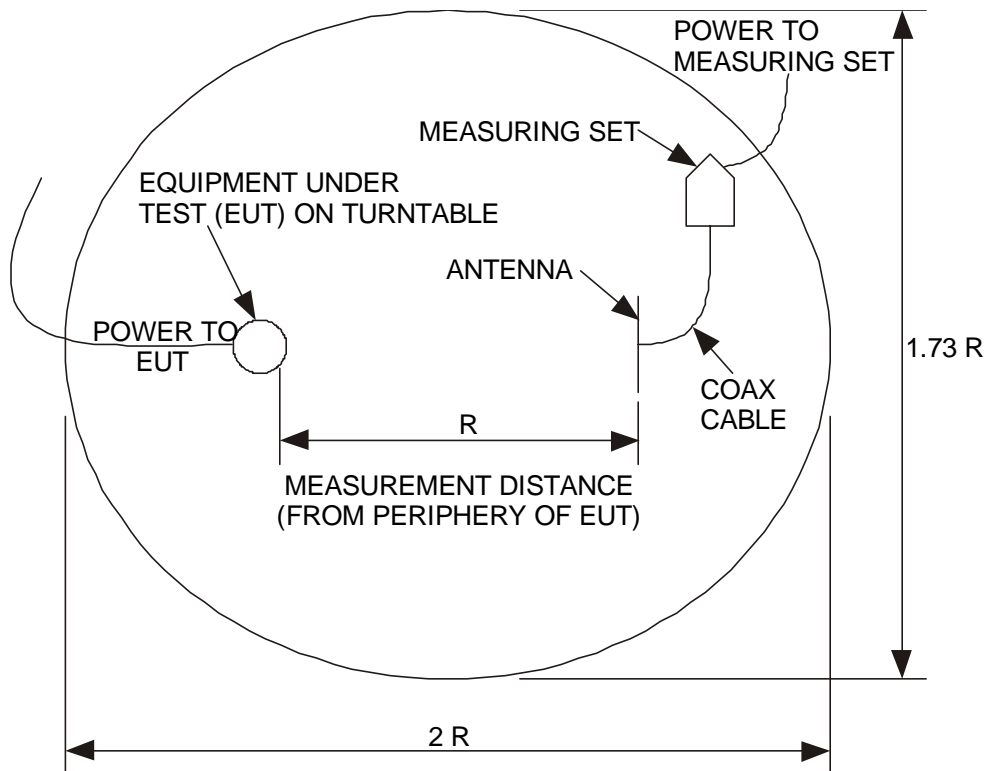 POWER TO
MEASURING SET
MEASURING SET
EQUIPMENT UNDER
TEST (EUT) ON TURNTABLE
ANTENNA
POWER TO
EUT
1.73 R
COAX
CABLE
R
MEASUREMENT DISTANCE
(FROM PERIPHERY OF EUT)
2 R